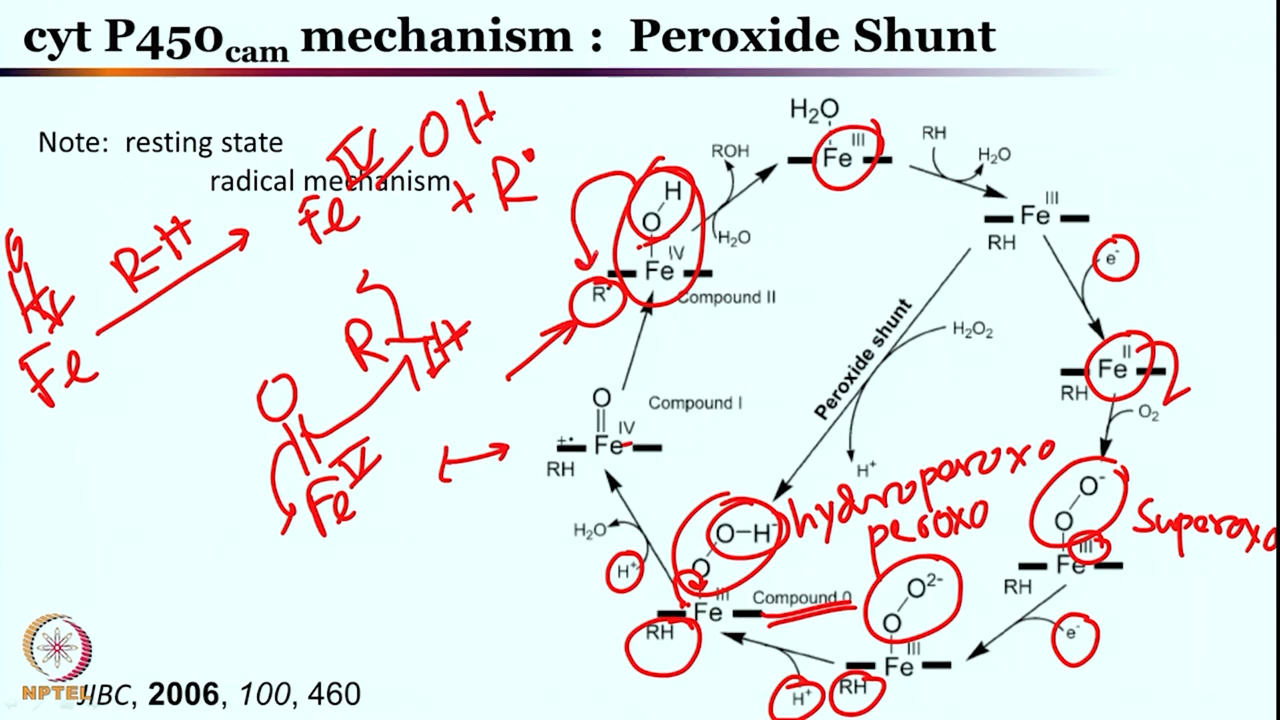 cyt P450cam mechanism : Peroxide Shunt
Note: resting state
radical mechanism
Fe IV OH
+ R•
R-H
O
Fe
R H
O
Fe IV
H2O
Fe III
RH
H2O
Fe III
RH
e-
Fe II
RH
O2
O-
O
Fe III
RH
superoxo
e-
peroxo
O2-
O
Fe III
RH
H+
hydroperoxo
O-H
O
Fe III
RH
Compound 0
Peroxide shunt
H2O2
H+
H2O
H+
O
Fe IV
+•
RH
Compound I
H
O
Fe IV
R•
Compound II
ROH
H2O
NPTEL
JIBC, 2006, 100, 460